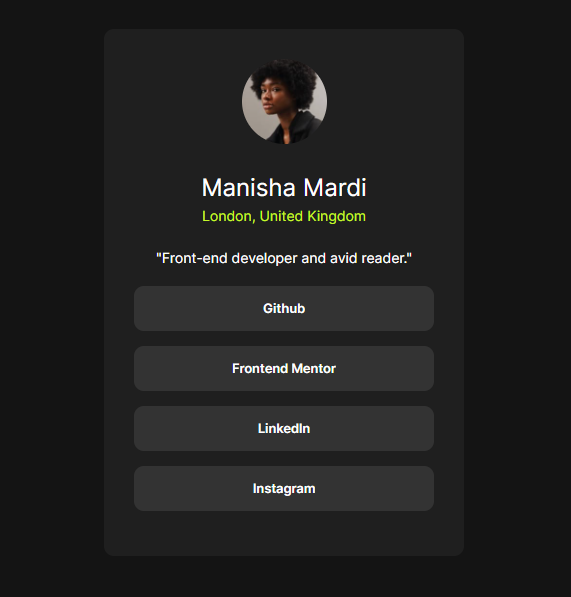 Manisha Mardi
London, United Kingdom
"Front-end developer and avid reader."
Github
Frontend Mentor
LinkedIn
Instagram